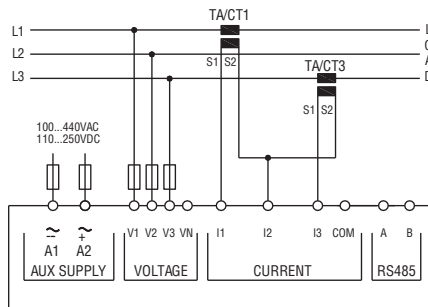 TA/CT1
L1
L
L2
O
S1 S2
TA/CT3
A
L3
D
S1 S2
100...440VAC
110...250VDC
V1 V2 V3 VN I1 I2 I3 COM A B
~ ~
-- +
A1 A2
AUX SUPPLY VOLTAGE CURRENT RS485